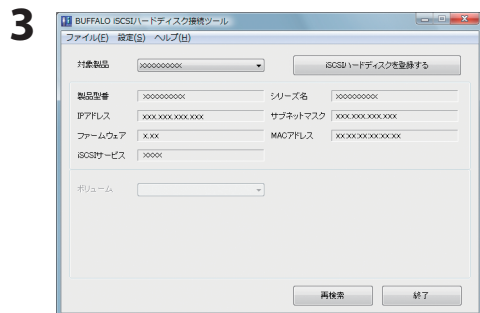 3
BUFFALO iSCSIハードディスク接続ツール
ファイル(F) 設定(S) ヘルプ(H)
対象製品 xxxxxxxxx iSCSIハードディスクを登録する
製品型番 xxxxxxxxx シリーズ名 xxxxxxxxx
IPアドレス xxx.xxx.xxx.xxx サブネットマスク xxx.xxx.xxx.xxx
ファームウェア x.xx MACアドレス xx:xx:xx:xx:xx:xx
iSCSIサービス xxxx
ボリューム
再検索 終了